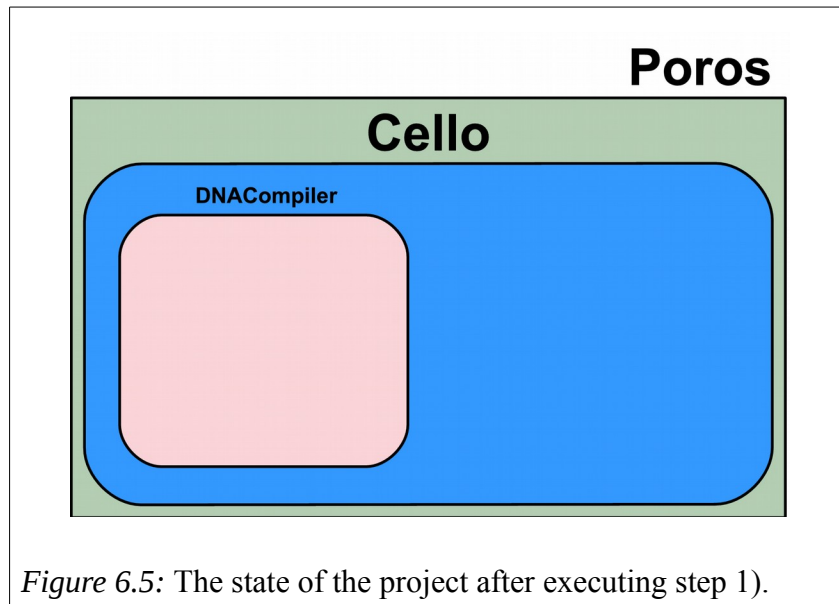 Poros
Cello
DNACompiler
Figure 6.5: The state of the project after executing step 1).